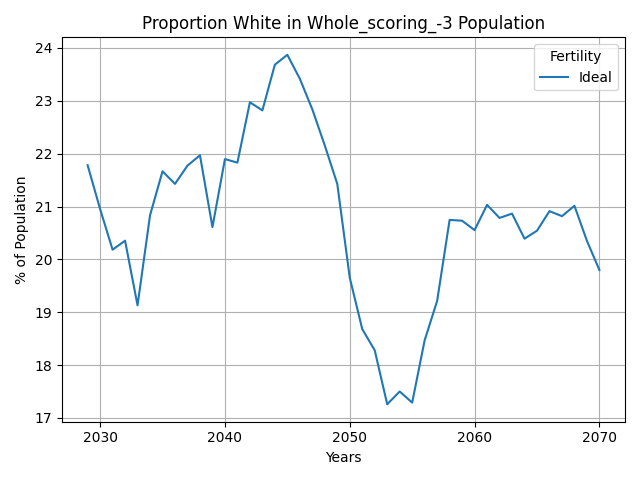 Proportion White in Whole_scoring_-3 Population
Fertility
Ideal
% of Population
24
23
22
21
20
19
18
17
2030 2040 2050 2060 2070
Years